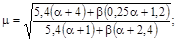 μ = √((5,4(α + 4) + β(0,25α + 1,2)) / (5,4(α + 1) + β(α + 2,4)));